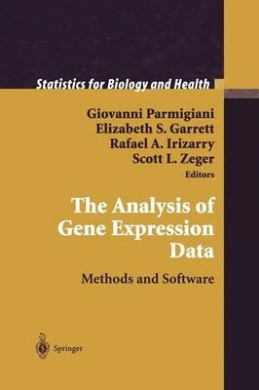 Statistics for Biology and Health
Giovanni Parmigiani
Elizabeth S. Garrett
Rafael A. Irizarry
Scott L. Zeger
Editors
The Analysis of
Gene Expression
Data
Methods and Software
Springer